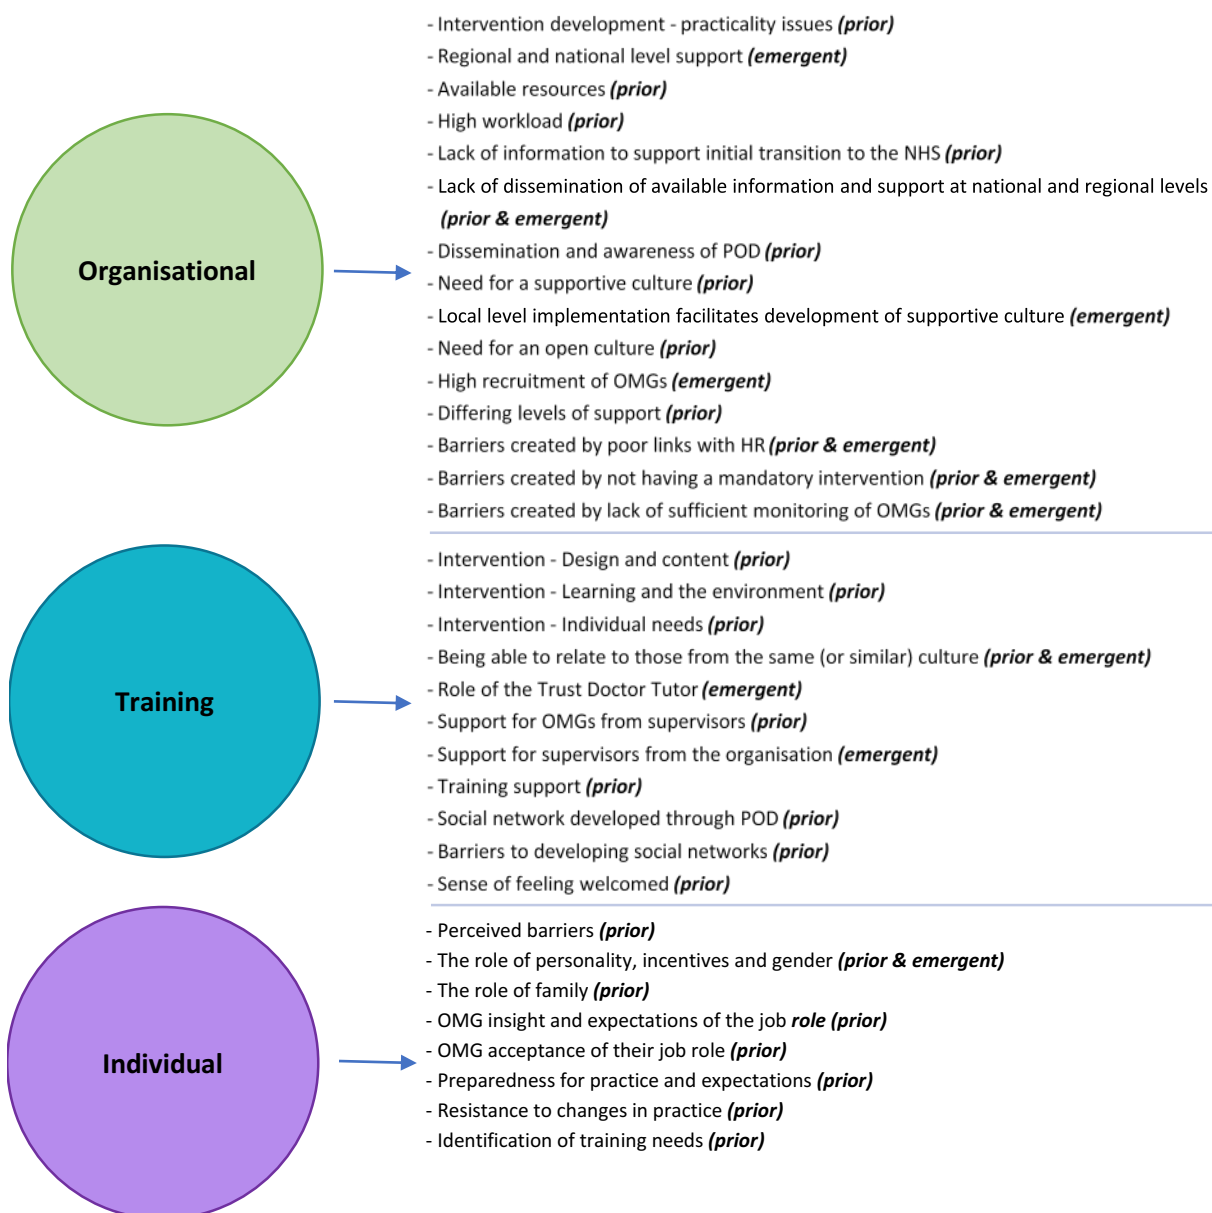 - Intervention development - practicality issues (prior)
- Regional and national level support (emergent)
- Available resources (prior)
- High workload (prior)
- Lack of information to support initial transition to the NHS (prior)
- Lack of dissemination of available information and support at national and regional levels
(prior & emergent)
- Dissemination and awareness of POD (prior)
- Need for a supportive culture (prior)
- Local level implementation facilitates development of supportive culture (emergent)
- Need for an open culture (prior)
- High recruitment of OMGs (emergent)
- Differing levels of support (prior)
- Barriers created by poor links with HR (prior & emergent)
- Barriers created by not having a mandatory intervention (prior & emergent)
- Barriers created by lack of sufficient monitoring of OMGs (prior & emergent)
Organisational
- Intervention - Design and content (prior)
- Intervention - Learning and the environment (prior)
- Intervention - Individual needs (prior)
- Being able to relate to those from the same (or similar) culture (prior & emergent)
- Role of the Trust Doctor Tutor (emergent)
- Support for OMGs from supervisors (prior)
- Support for supervisors from the organisation (emergent)
- Training support (prior)
- Social network developed through POD (prior)
- Barriers to developing social networks (prior)
- Sense of feeling welcomed (prior)
Training
- Perceived barriers (prior)
- The role of personality, incentives and gender (prior & emergent)
- The role of family (prior)
- OMG insight and expectations of the job role (prior)
- OMG acceptance of their job role (prior)
- Preparedness for practice and expectations (prior)
- Resistance to changes in practice (prior)
- Identification of training needs (prior)
Individual